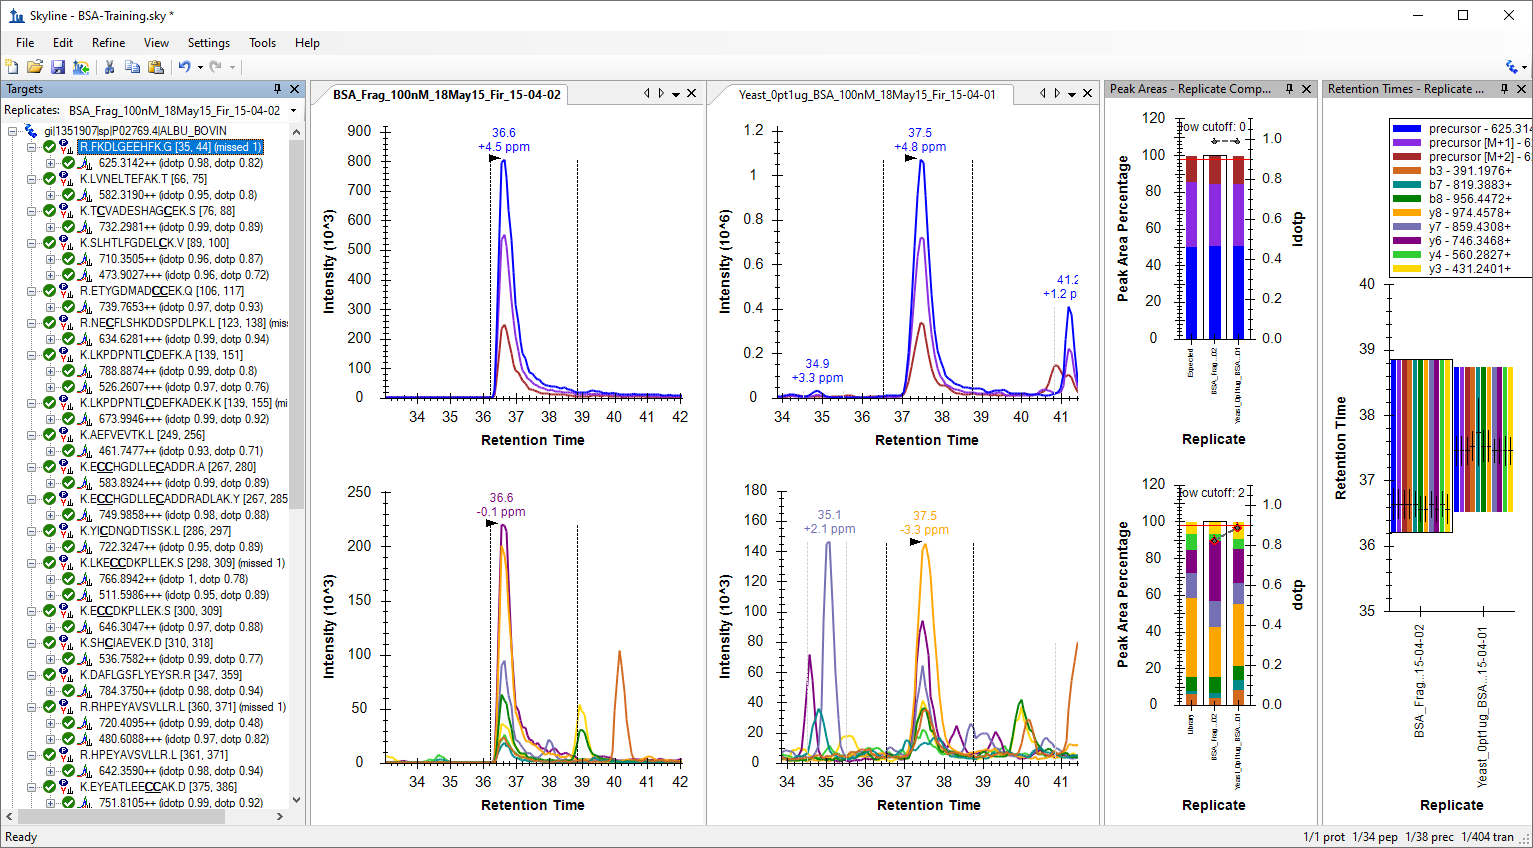 Skyline - BSA-Training.sky *
File Edit Refine View Settings Tools Help
Targets
Replicates: BSA_Frag_100nM_18May15_Fir_15-04-02
gi|1351907|sp|P02769.4|ALBU_BOVIN
R.FKDLGEEHFK.G [35, 44] (missed 1)
625.3142++ (idotp 0.98, dotp 0.82)
K.LVNELTEFAK.T [66, 75]
582.3190++ (idotp 0.95, dotp 0.8)
K.TCVADESHAGCEK.S [76, 88]
732.2981++ (idotp 0.99, dotp 0.89)
K.SLHTLFGDELCK.V [89, 100]
710.3505++ (idotp 0.96, dotp 0.87)
473.9027+++ (idotp 0.96, dotp 0.72)
R.ETYGDMADCCEK.Q [106, 117]
739.7653++ (idotp 0.97, dotp 0.93)
R.NECFLSHKDDSPDLPK.L [123, 138] (miss
634.6281+++ (idotp 0.99, dotp 0.94)
K.LKPDPNTLCDEFK.A [139, 151]
788.8874++ (idotp 0.99, dotp 0.8)
526.2607+++ (idotp 0.97, dotp 0.76)
K.LKPDPNTLCDEFKADEK.K [139, 155] (mi
673.9946+++ (idotp 0.99, dotp 0.92)
K.AEFVEVTK.L [249, 256]
461.7477++ (idotp 0.93, dotp 0.71)
K.ECCHGDLLECADDR.A [267, 280]
583.8924+++ (idotp 0.99, dotp 0.89)
K.ECCHGDLLECADDRADLAK.Y [267, 285
749.9858+++ (idotp 0.98, dotp 0.88)
K.YICDNQDTISSK.L [286, 297]
722.3247++ (idotp 0.95, dotp 0.89)
K.LKECCDKPLLEK.S [298, 309] (missed 1)
766.8942++ (idotp 1, dotp 0.78)
511.5986+++ (idotp 0.95, dotp 0.89)
K.ECCDKPLLEK.S [300, 309]
646.3047++ (idotp 0.97, dotp 0.88)
K.SHCIAEVEK.D [310, 318]
536.7582++ (idotp 0.99, dotp 0.77)
K.DAFLGSFLYEYSR.R [347, 359]
784.3750++ (idotp 0.98, dotp 0.94)
R.RHPEYAVSVLLR.L [360, 371] (missed 1)
720.4095++ (idotp 0.99, dotp 0.48)
480.6088+++ (idotp 0.97, dotp 0.82)
R.HPEYAVSVLLR.L [361, 371]
642.3590++ (idotp 0.98, dotp 0.94)
K.EYEATLEECCAK.D [375, 386]
751.8105++ (idotp 0.99, dotp 0.92)
BSA_Frag_100nM_18May15_Fir_15-04-02
Intensity (10^3)
900
800
700
600
500
400
300
200
100
0
36.6
+4.5 ppm
34 35 36 37 38 39 40 41 42
Retention Time
Intensity (10^3)
250
200
150
100
50
0
36.6
-0.1 ppm
34 35 36 37 38 39 40 41 42
Retention Time
Yeast_0pt1ug_BSA_100nM_18May15_Fir_15-04-01
Intensity (10^6)
1.2
1
0.8
0.6
0.4
0.2
0
37.5
+4.8 ppm
41.2
+1.2 p
34.9
+3.3 ppm
34 35 36 37 38 39 40 41
Retention Time
Intensity (10^3)
180
160
140
120
100
80
60
40
20
0
35.1
+2.1 ppm
37.5
-3.3 ppm
34 35 36 37 38 39 40 41
Retention Time
Peak Areas - Replicate Comp...
Peak Area Percentage
120
100
80
60
40
20
0
low cutoff: 0
1.0
0.8
0.6
0.4
0.2
0.0
Idotp
Expected
BSA_Frag...02
Yeast_0pt1ug_BSA...01
Replicate
Peak Area Percentage
120
100
80
60
40
20
0
low cutoff: 2
1.0
0.8
0.6
0.4
0.2
0.0
dotp
BSA_Frag...02
Yeast_0pt1ug_BSA...01
Replicate
Retention Times - Replicate ...
precursor - 625.314
precursor [M+1] - 6
precursor [M+2] - 6
b3 - 391.1976+
b7 - 819.3883+
b8 - 956.4472+
y8 - 974.4578+
y7 - 859.4308+
y6 - 746.3468+
y4 - 560.2827+
y3 - 431.2401+
Retention Time
40
39
38
37
36
35
BSA_Frag...15-04-02
Yeast_0pt1ug_BSA...15-04-01
Replicate
Ready
1/1 prot 1/34 pep 1/38 prec 1/404 tran